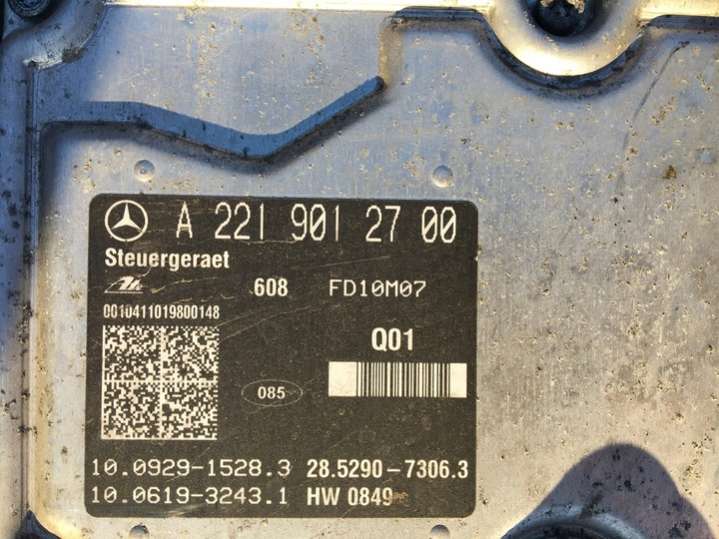 A 221 901 27 00
Steuergeraet
.608 FD10M07
0010411019800148
Q01
085
10.0929-1528.3 28.5290-7306.3
10.0619-3243.1 HW 0849